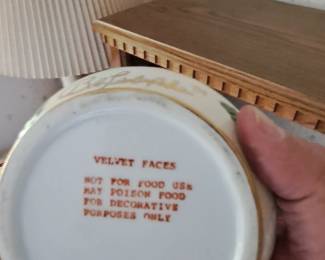 VELVET FACES
NOT FOR FOOD USE
MAY POISON FOOD
FOR DECORATIVE
PURPOSES ONLY